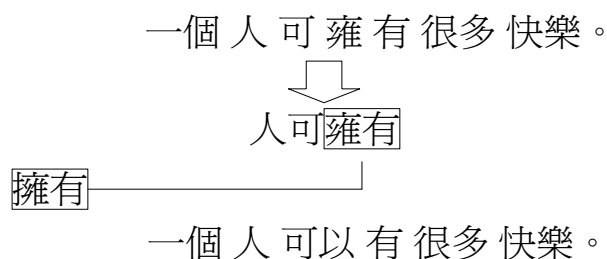 一個 人 可 雍 有 很多 快樂。
人可雍有
擁有
一個 人 可以 有 很多 快樂。